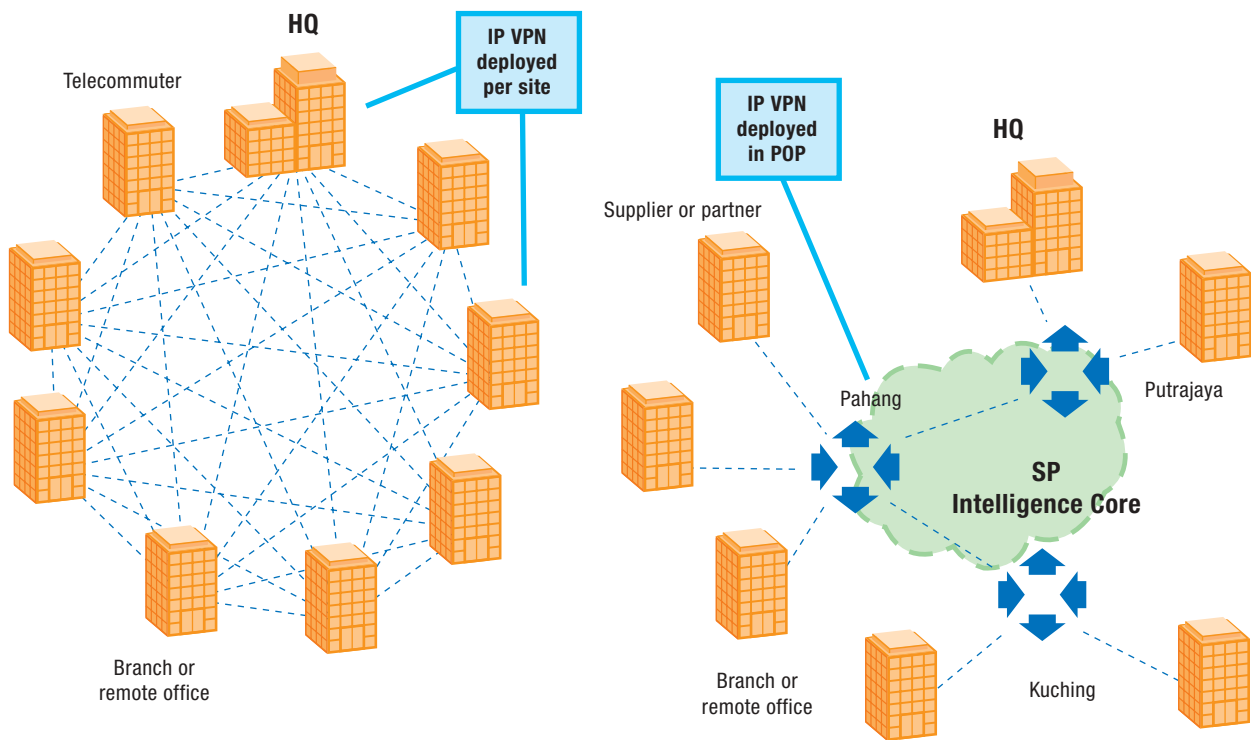 HQ
Telecommuter
IP VPN
deployed
per site
Branch or
remote office
IP VPN
deployed
in POP
HQ
Supplier or partner
Pahang
Putrajaya
SP
Intelligence Core
Branch or
remote office
Kuching